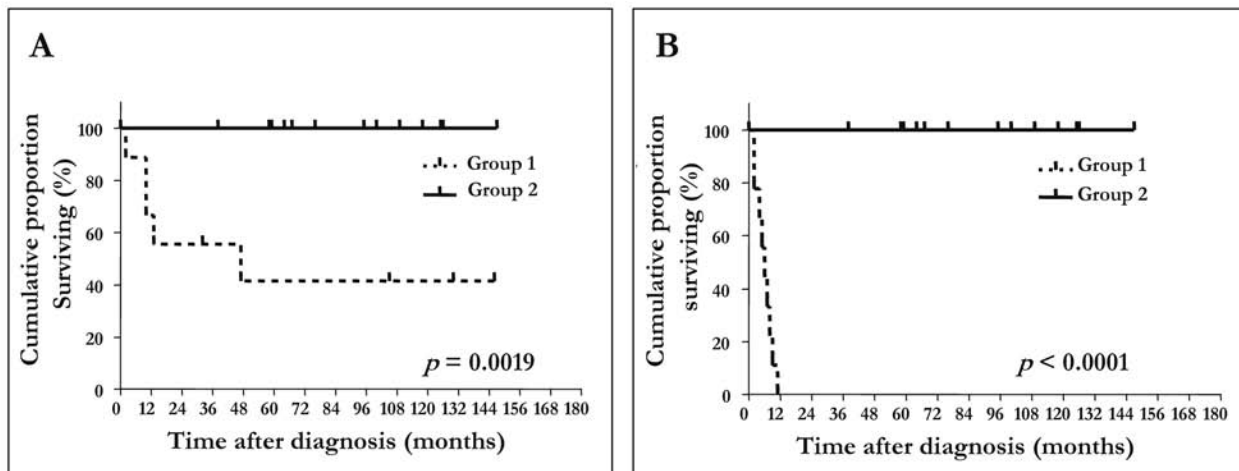 A
Cumulative proportion
Surviving (%)
100
80
60
40
20
0
Group 1
Group 2
p = 0.0019
0 12 24 36 48 60 72 84 96 108 120 132 144 156 168 180
Time after diagnosis (months)
B
Cumulative proportion
surviving (%)
100
80
60
40
20
0
Group 1
Group 2
p < 0.0001
0 12 24 36 48 60 72 84 96 108 120 132 144 156 168 180
Time after diagnosis (months)